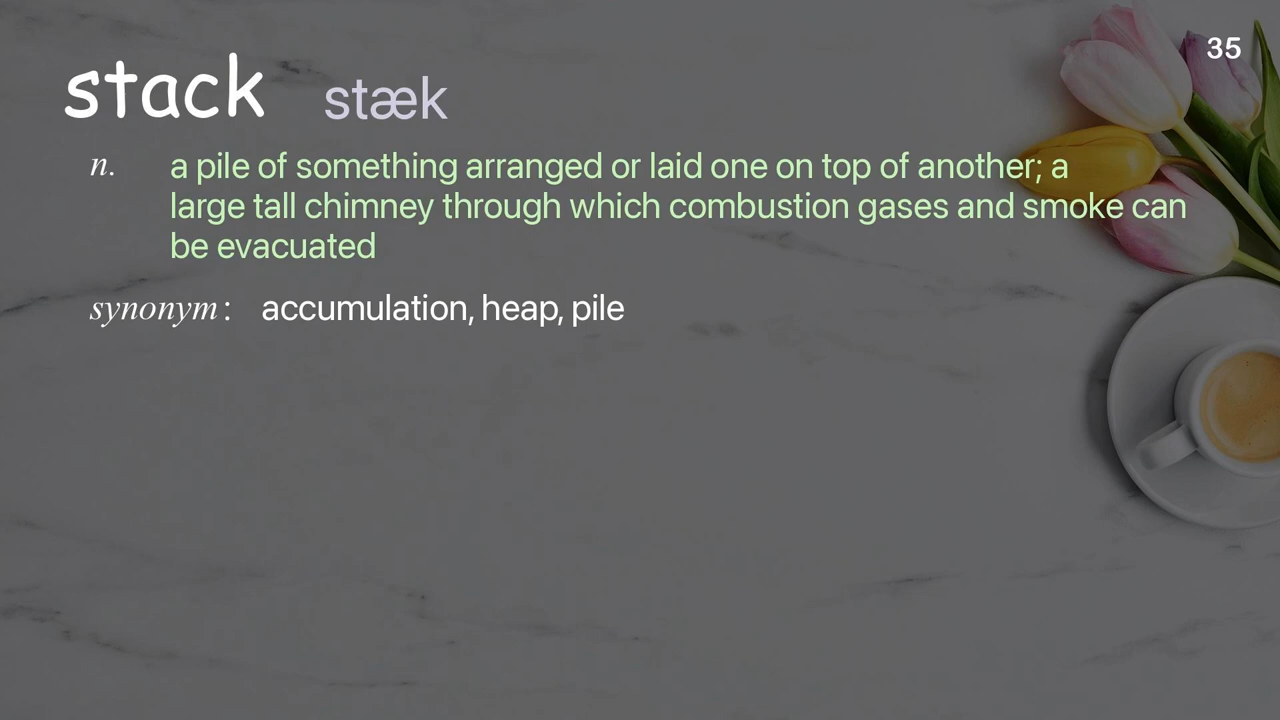 35
stack stæk
n. a pile of something arranged or laid one on top of another; a
large tall chimney through which combustion gases and smoke can
be evacuated
synonym: accumulation, heap, pile